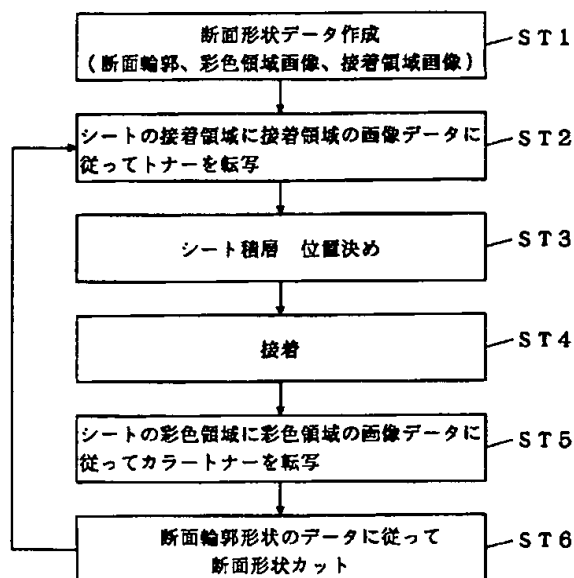 断面形状データ作成
(断面輪郭、彩色領域画像、接着領域画像)
ST1
シートの接着領域に接着領域の画像データに
従ってトナーを転写
ST2
シート積層 位置決め
ST3
接着
ST4
シートの彩色領域に彩色領域の画像データに
従ってカラートナーを転写
ST5
断面輪郭形状のデータに従って
断面形状カット
ST6